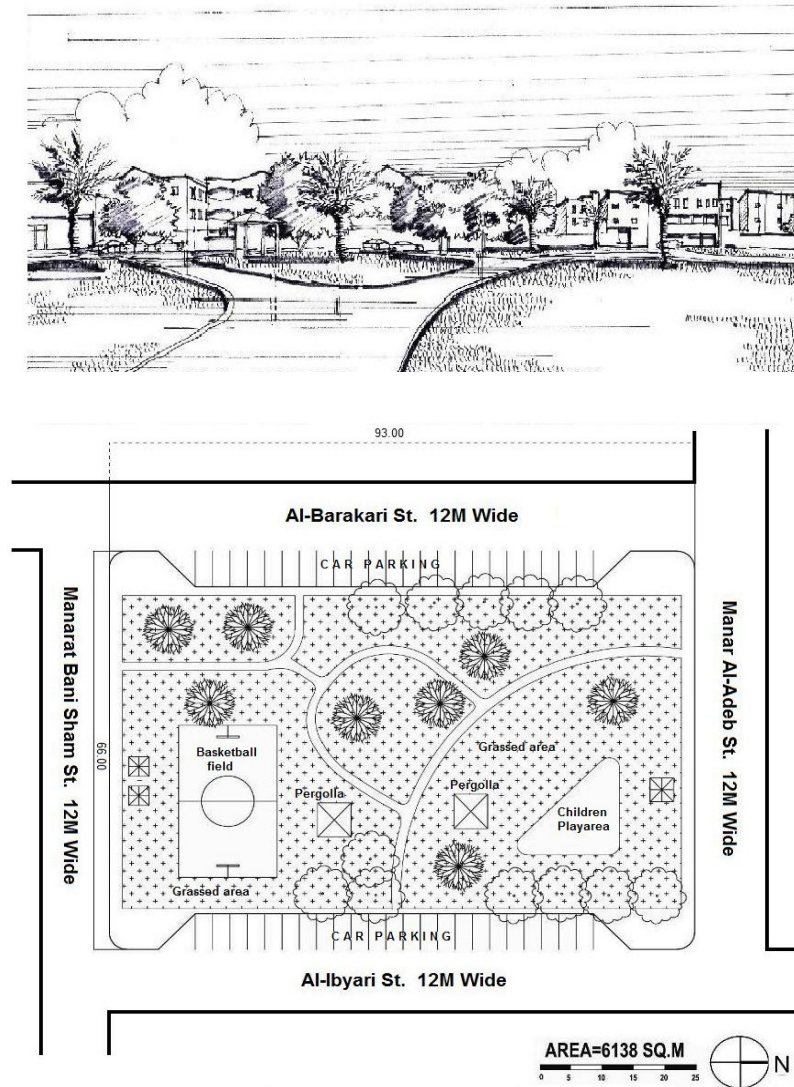 93.00
Al-Barakari St.  12M Wide
CAR PARKING
Manarat Bani Sham St.  12M Wide
66.00
Manar Al-Adeb St.  12M Wide
Basketball
field
Grassed area
Pergolla
Pergolla
Children
Playarea
Grassed area
CAR PARKING
Al-Ibyari St.  12M Wide
AREA=6138 SQ.M
0 5 10 15 20 25
N